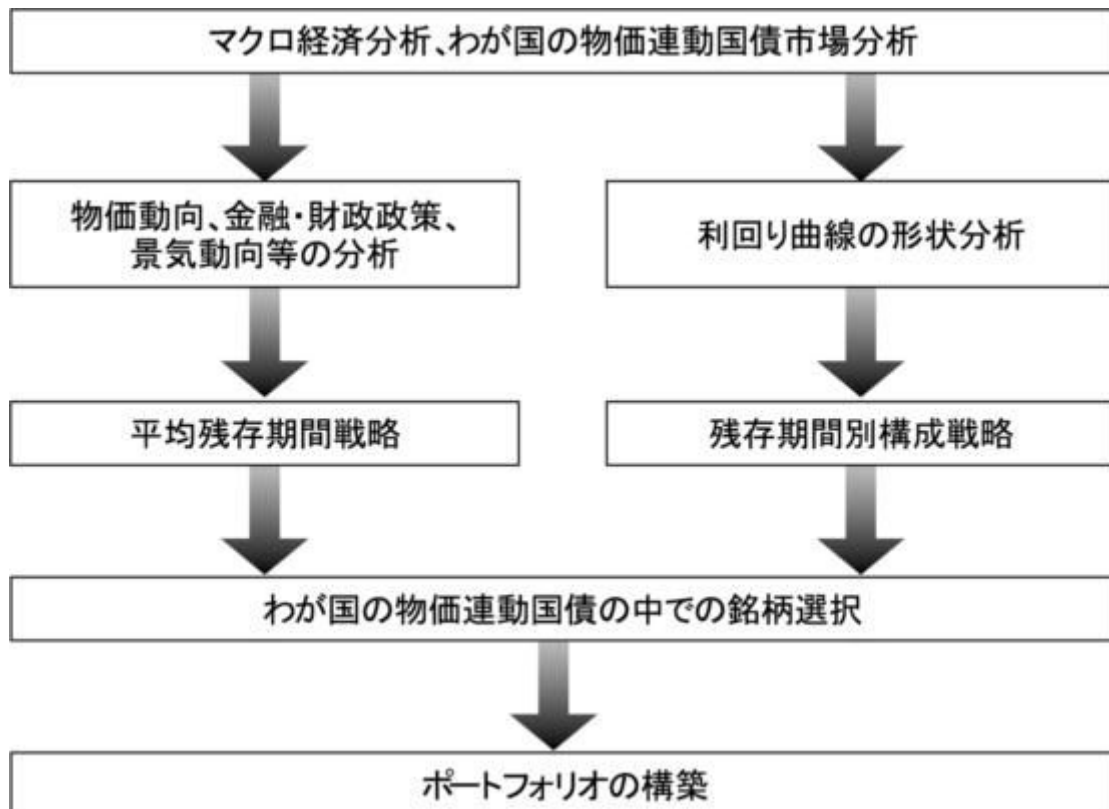 マクロ経済分析、わが国の物価連動国債市場分析
物価動向、金融・財政政策、
景気動向等の分析
利回り曲線の形状分析
平均残存期間戦略
残存期間別構成戦略
わが国の物価連動国債の中での銘柄選択
ポートフォリオの構築